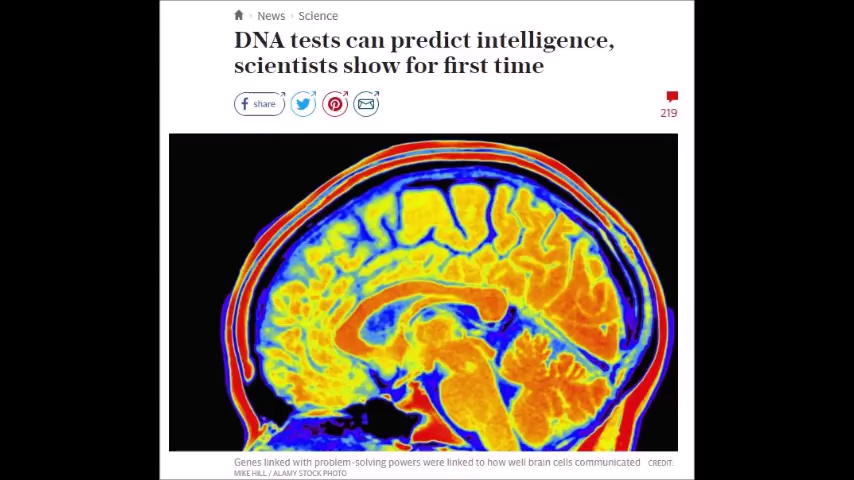 News Science
DNA tests can predict intelligence,
scientists show for first time
f share
219
Genes linked with problem-solving powers were linked to how well brain cells communicated CREDIT:
MIKE HILL / ALAMY STOCK PHOTO